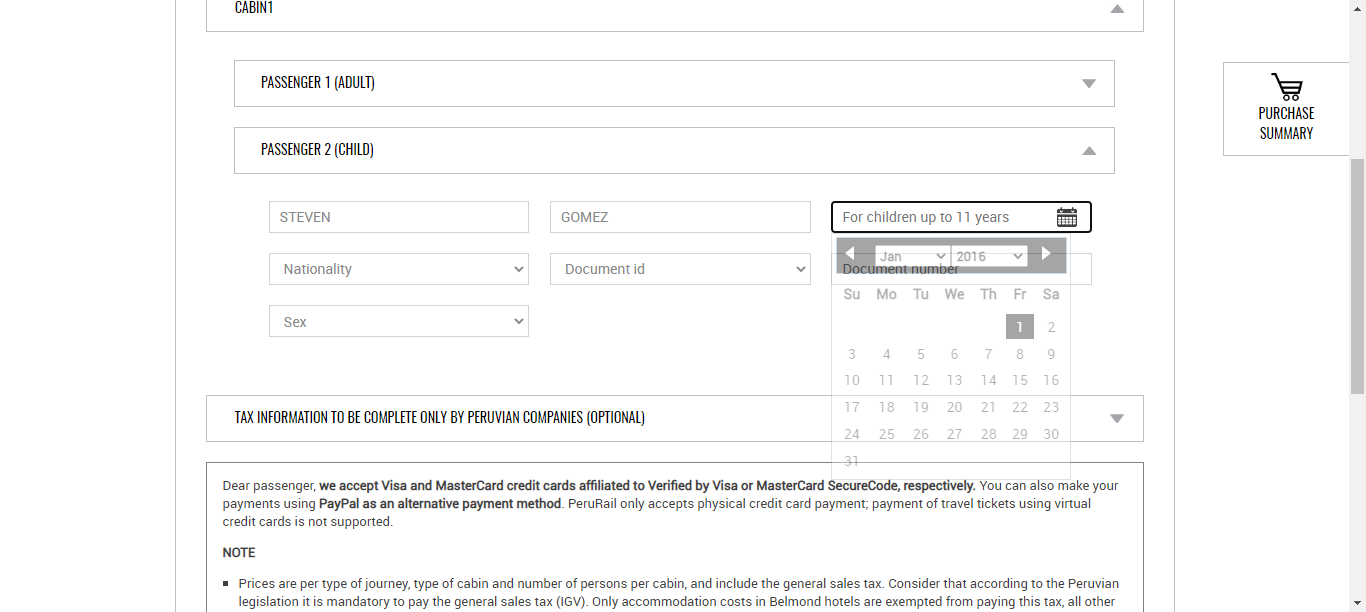 CABIN1
PASSENGER 1 (ADULT)
PURCHASE
SUMMARY
PASSENGER 2 (CHILD)
STEVEN GOMEZ For children up to 11 years
Jan 2016
Nationality Document id Document number
Su Mo Tu We Th Fr Sa
1 2
Sex
3 4 5 6 7 8 9
10 11 12 13 14 15 16
17 18 19 20 21 22 23
TAX INFORMATION TO BE COMPLETE ONLY BY PERUVIAN COMPANIES (OPTIONAL)
24 25 26 27 28 29 30
31
Dear passenger, we accept Visa and MasterCard credit cards affiliated to Verified by Visa or MasterCard SecureCode, respectively. You can also make your
payments using PayPal as an alternative payment method. PeruRail only accepts physical credit card payment; payment of travel tickets using virtual
credit cards is not supported.
NOTE
Prices are per type of journey, type of cabin and number of persons per cabin, and include the general sales tax. Consider that according to the Peruvian
legislation it is mandatory to pay the general sales tax (IGV). Only accommodation costs in Belmond hotels are exempted from paying this tax, all other